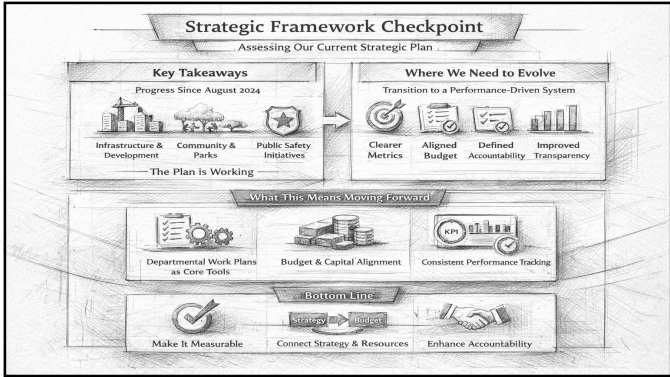 Strategic Framework Checkpoint
Assessing Our Current Strategic Plan
Key Takeaways
Progress Since August 2024
Infrastructure &
Development
Community &
Parks
Public Safety
Initiatives
The Plan is Working
Where We Need to Evolve
Transition to a Performance-Driven System
Clearer
Metrics
Aligned
Budget
Defined
Accountability
Improved
Transparency
What This Means Moving Forward
Departmental Work Plans
as Core Tools
Budget & Capital Alignment
KPI
Consistent Performance Tracking
Bottom Line
Make It Measurable
Strategy
Budget
Connect Strategy & Resources
Enhance Accountability